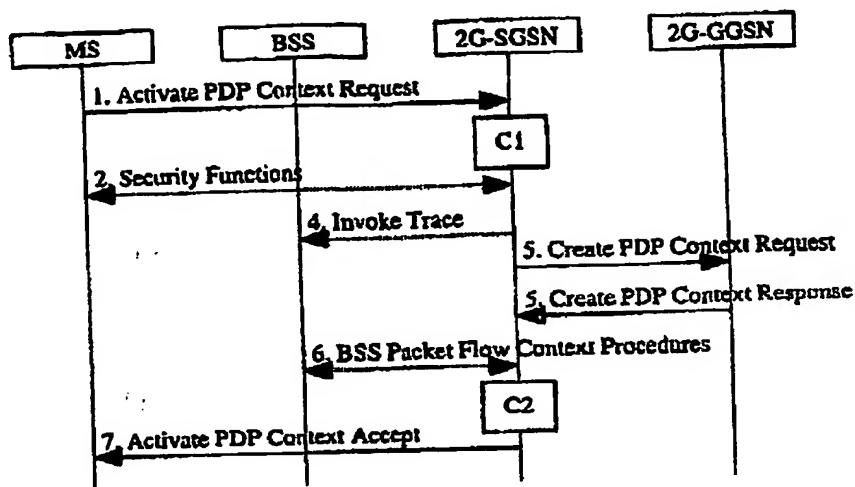 MS
BSS
2G-SGSN
2G-GGSN
1. Activate PDP Context Request
C1
2. Security Functions
4. Invoke Trace
5. Create PDP Context Request
5. Create PDP Context Response
6. BSS Packet Flow Context Procedures
C2
7. Activate PDP Context Accept